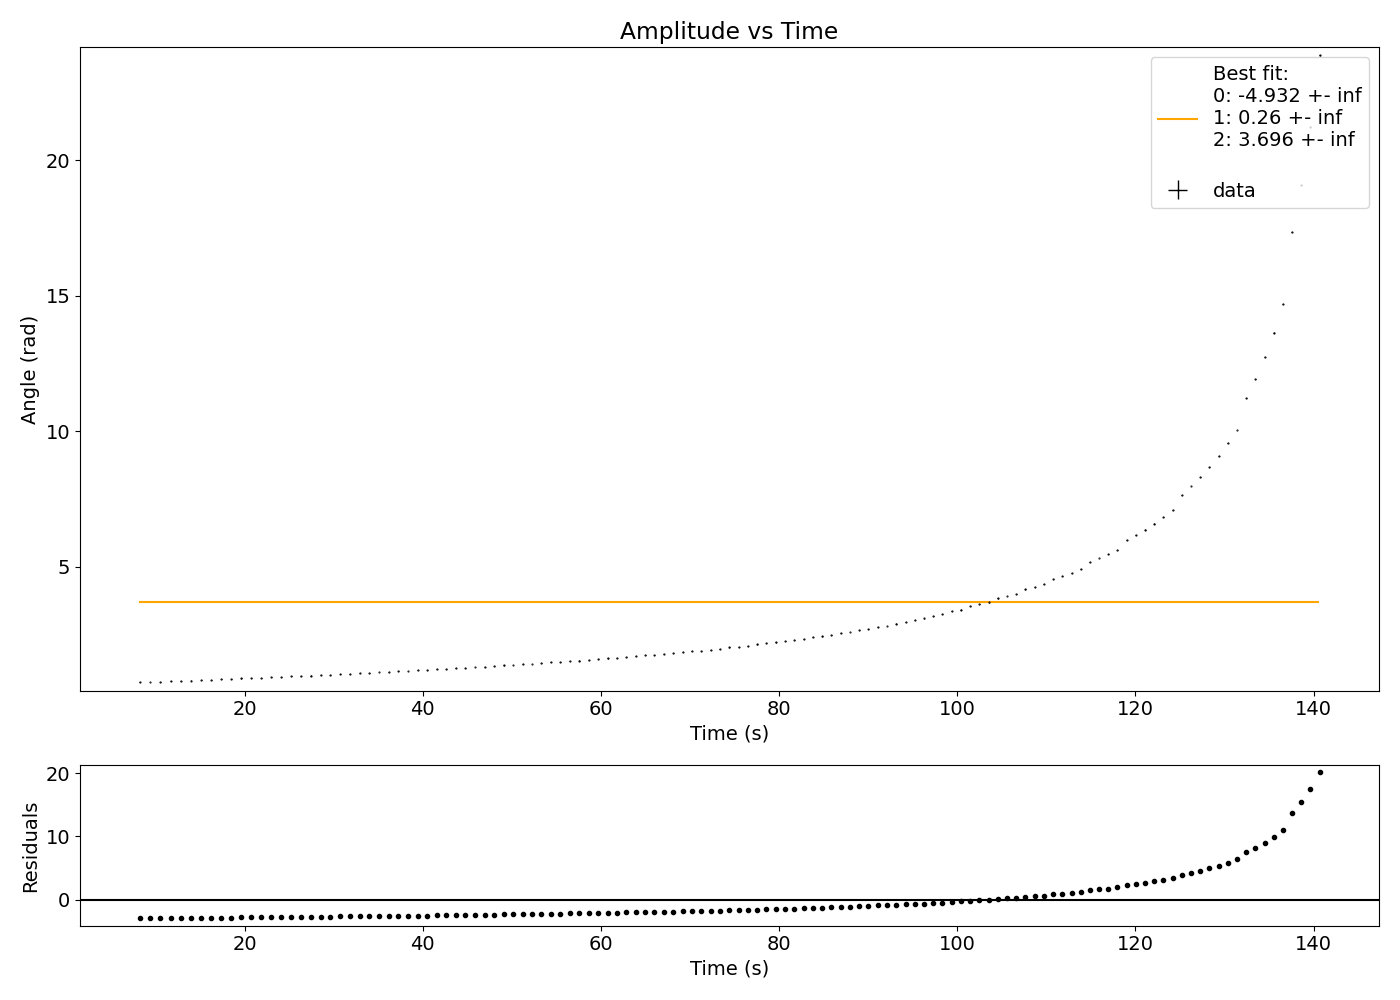 Amplitude vs Time
Best fit:
0: -4.932 +- inf
1: 0.26 +- inf
2: 3.696 +- inf
data
Angle (rad)
20
15
10
5
20 40 60 80 100 120 140
Time (s)
Residuals
20
10
0
20 40 60 80 100 120 140
Time (s)